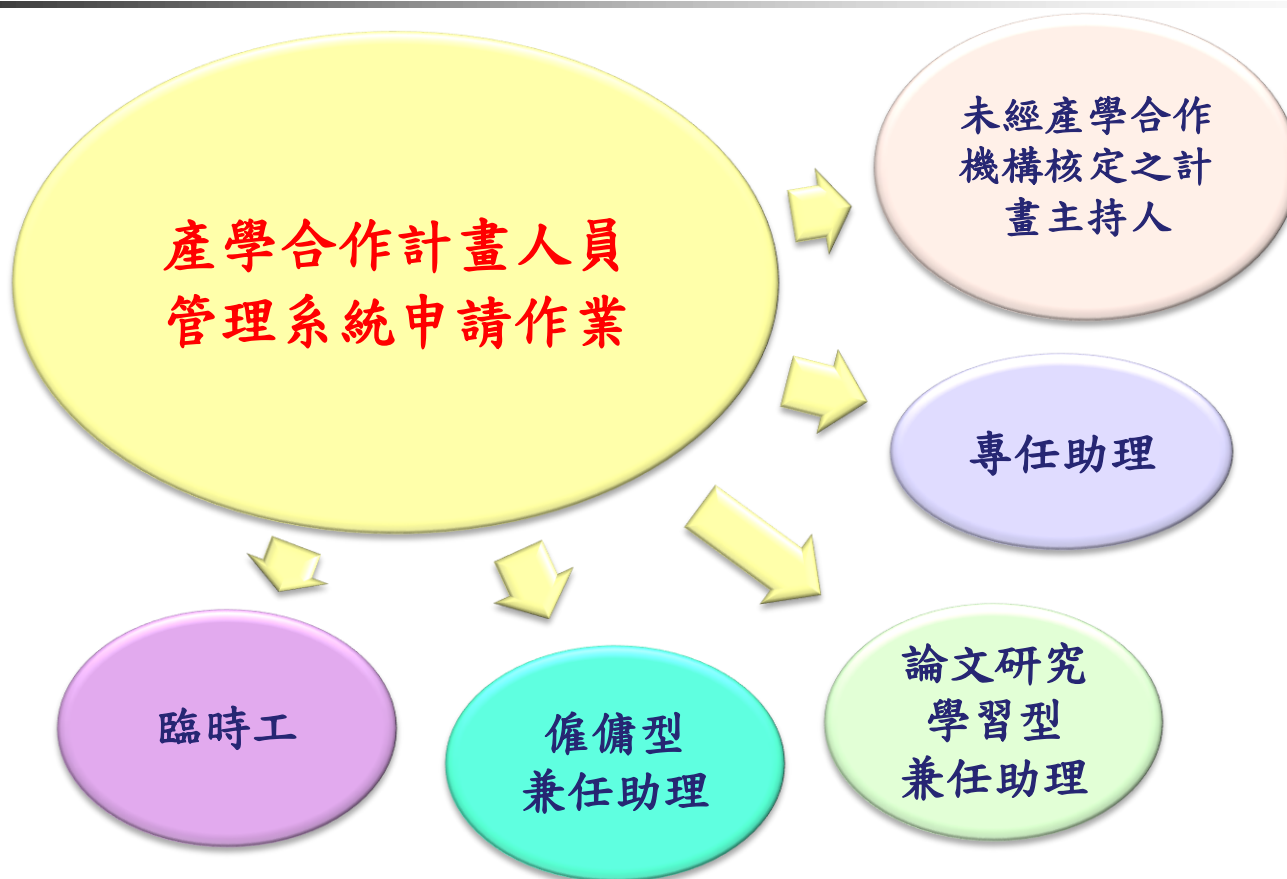 產學合作計畫人員
管理系統申請作業
未經產學合作
機構核定之計
畫主持人
專任助理
論文研究
學習型
兼任助理
僱傭型
兼任助理
臨時工